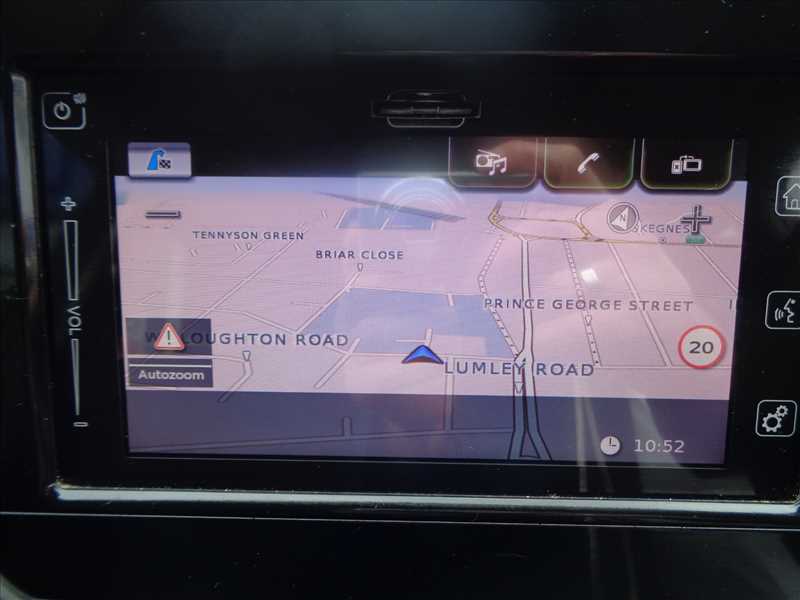 TENNYSON GREEN
SKEGNES
BRIAR CLOSE
PRINCE GEORGE STREET
VOL
LOUGHTON ROAD
20
LUMLEY ROAD
Autozoom
10:52
N